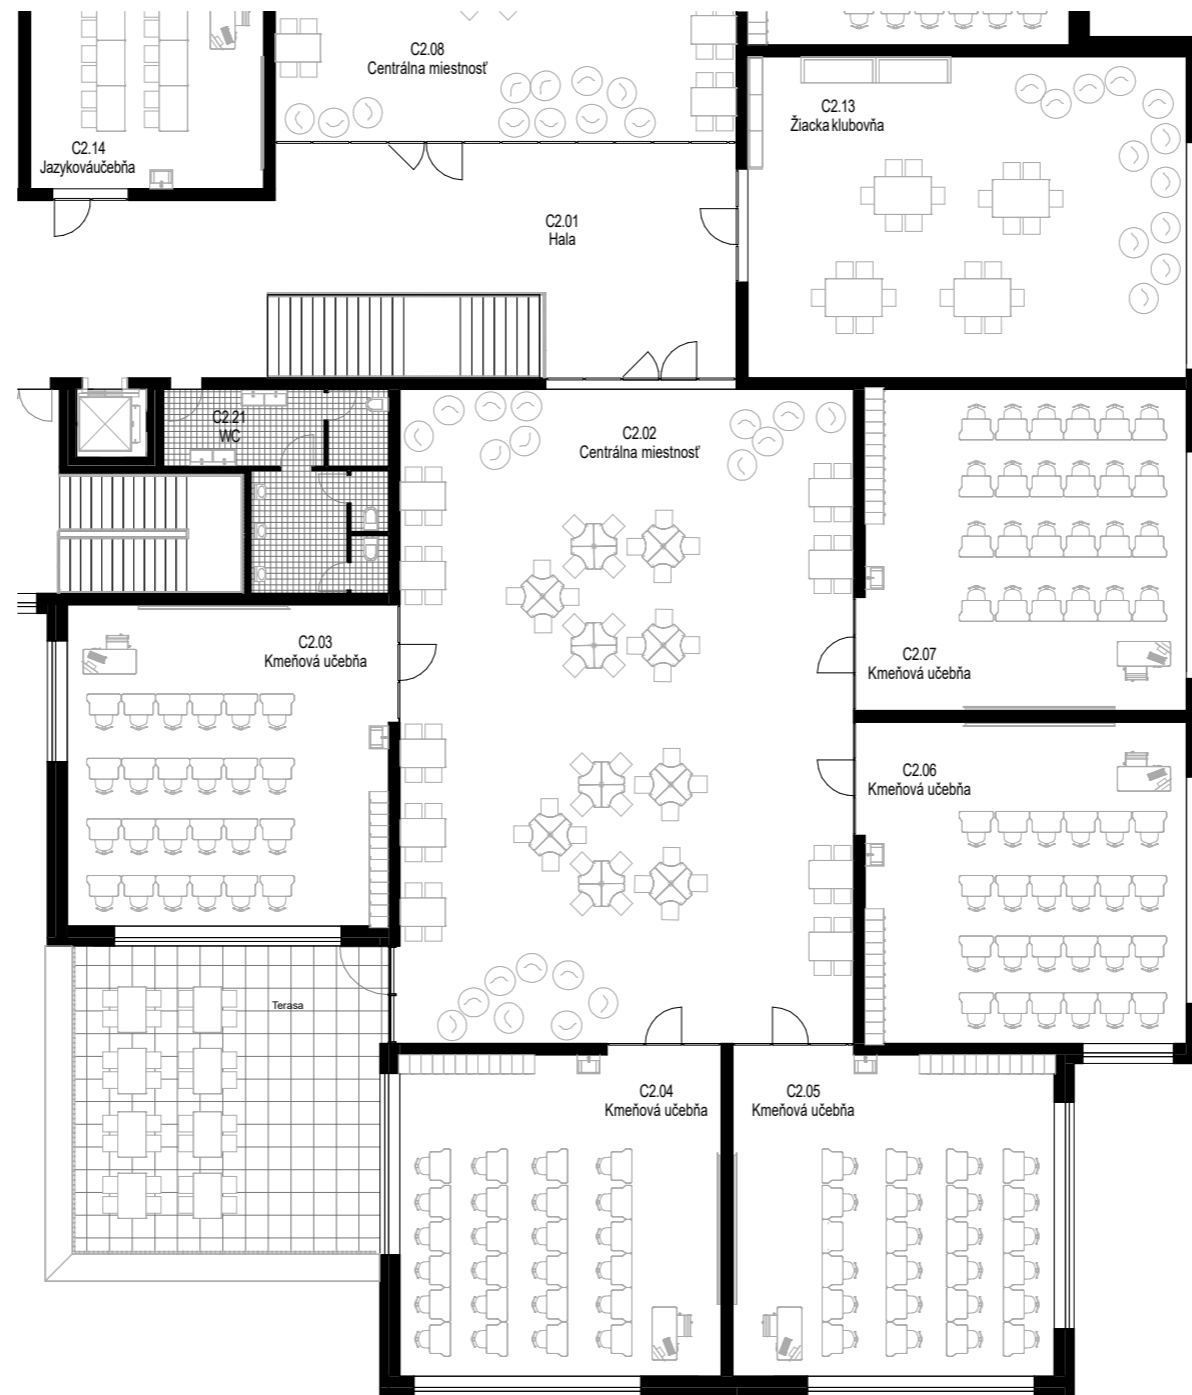 C2.08
Centrálna miestnosť
C2.13
Žiacka klubovňa
C2.14
Jazykováučebňa
C2.01
Hala
C2.21
WC
C2.02
Centrálna miestnosť
C2.03
Kmeňová učebňa
C2.07
Kmeňová učebňa
C2.06
Kmeňová učebňa
Terasa
C2.04
Kmeňová učebňa
C2.05
Kmeňová učebňa